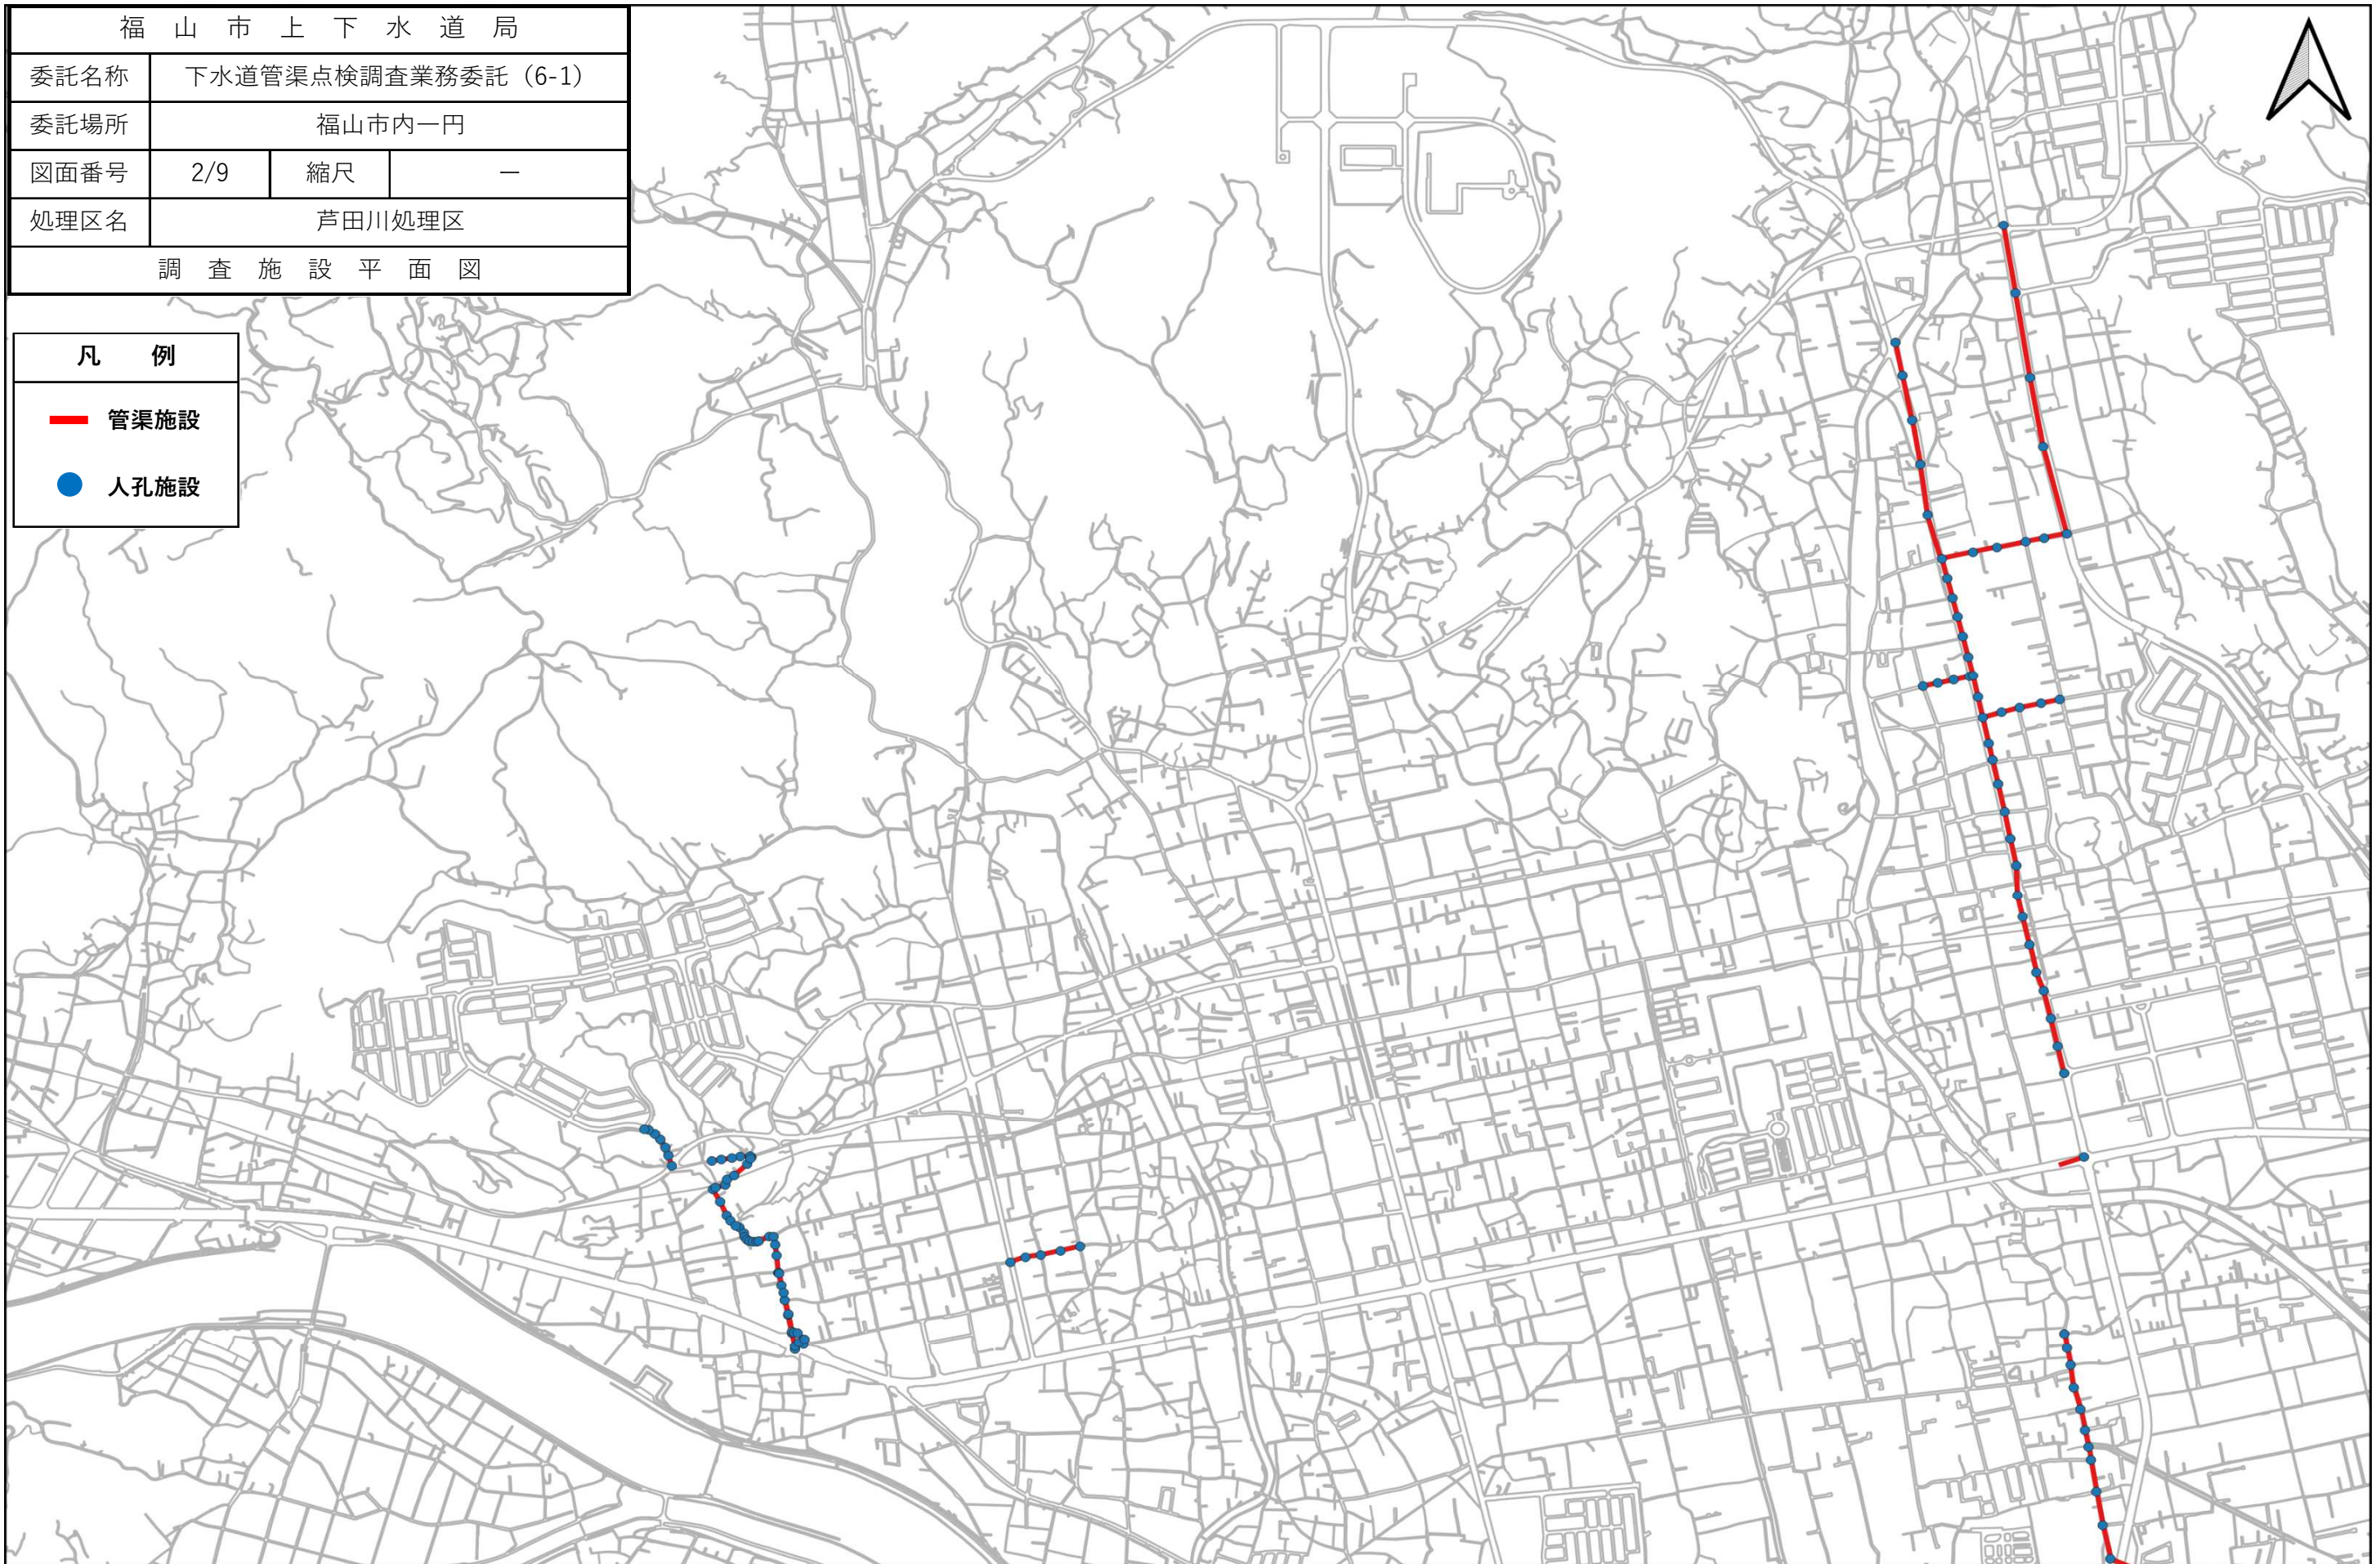 福山市上下水道局
委託名称 下水道管渠点検調査業務委託（6-1）
委託場所 福山市内一円
図面番号 2/9 縮尺 －
処理区名 芦田川処理区
調査施設平面図
凡例
管渠施設
人孔施設